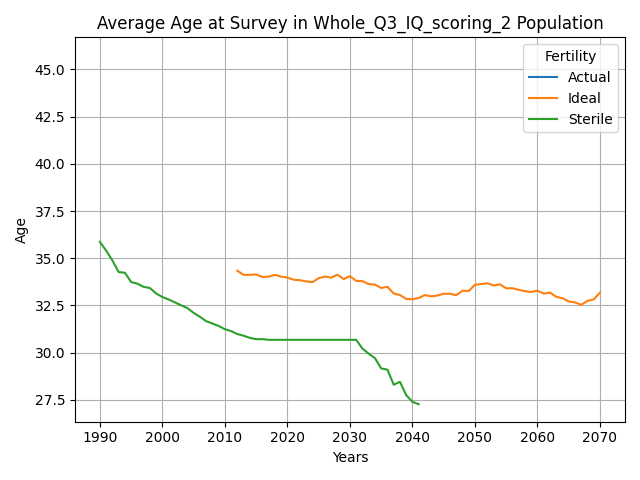 Average Age at Survey in Whole_Q3_IQ_scoring_2 Population
Fertility
Actual
Ideal
Sterile
45.0
42.5
40.0
37.5
35.0
32.5
30.0
27.5
Age
1990 2000 2010 2020 2030 2040 2050 2060 2070
Years